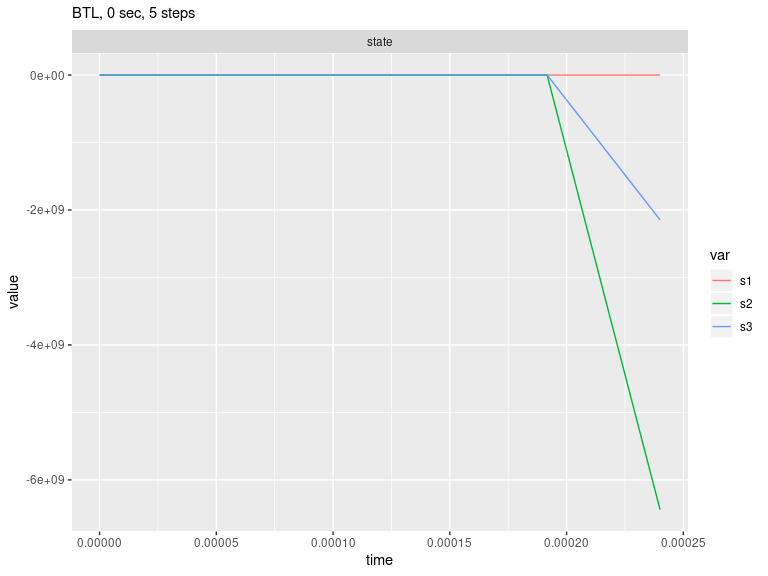 BTL, 0 sec, 5 steps
state
0e+00
-2e+09
-4e+09
-6e+09
value
0.00000
0.00005
0.00010
0.00015
0.00020
0.00025
time
var
s1
s2
s3